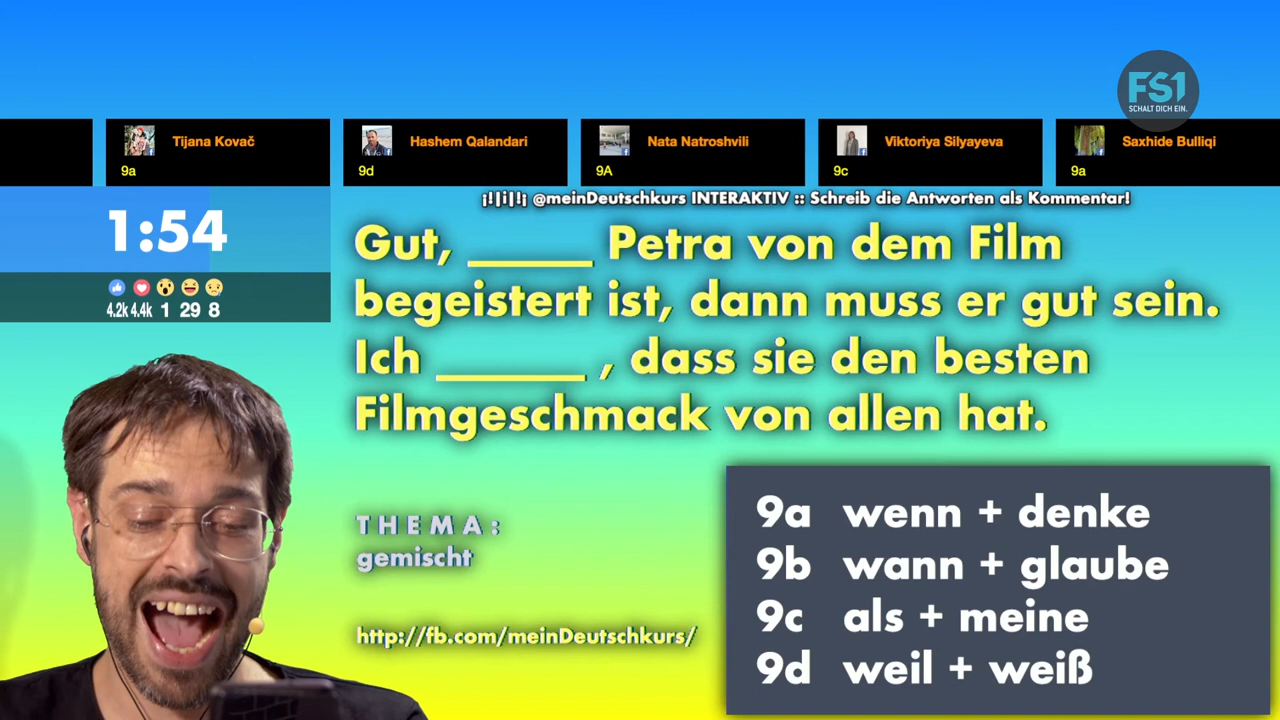 FS1
SCHALT DICH EIN.
Tijana Kovač
9a
Hashem Qalandari
9d
Nata Natroshvili
9A
Viktoriya Silyayeva
9c
Saxhide Bulliqi
9a
¡!|¡|!¡ @meinDeutschkurs INTERAKTIV :: Schreib die Antworten als Kommentar!
1:54
4.2k 4.4k 1 29 8
Gut, _____ Petra von dem Film
begeistert ist, dann muss er gut sein.
Ich ______ , dass sie den besten
Filmgeschmack von allen hat.
THEMA:
gemischt
http://fb.com/meinDeutschkurs/
9a wenn + denke
9b wann + glaube
9c als + meine
9d weil + weiß